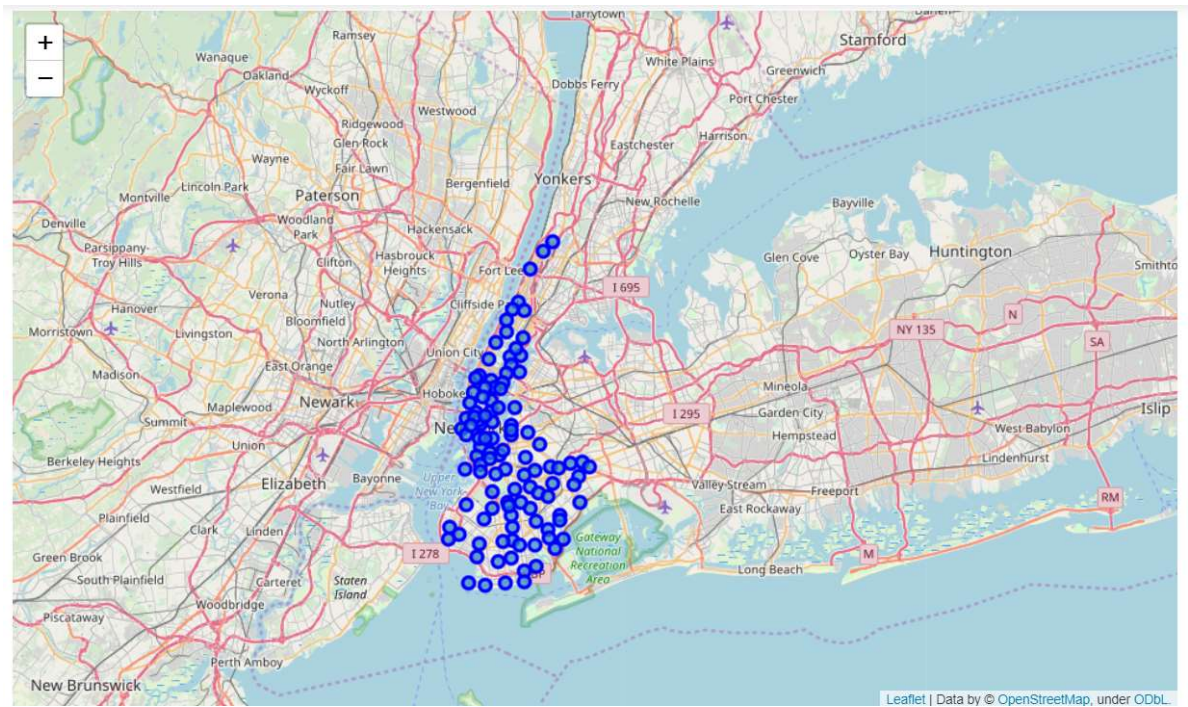 Tarrytown
+
−
Ramsey
Stamford
Wanaque
White Plains
Oakland
Greenwich
Wyckoff
Dobbs Ferry
Port Chester
Westwood
Ridgewood
Harrison
Glen Rock
Eastchester
Wayne
Fair Lawn
Bergenfield
Yonkers
Lincoln Park
Paterson
Montville
New Rochelle
Bayville
Denville
Woodland
Park
Hackensack
Parsippany-
Troy Hills
Clifton
Hasbrouck
Heights
Fort Lee
Glen Cove
Oyster Bay
Huntington
Smithto
I 695
Verona
Nutley
Cliffside P
Hanover
Bloomfield
NY 135
N
Morristown
Livingston
North Arlington
SA
Union City
East Orange
Madison
Mineola
Hoboke
Newark
Maplewood
I 295
Garden City
Islip
Summit
Ne
Hempstead
West Babylon
Union
Berkeley Heights
Lindenhurst
Elizabeth
Bayonne
Upper
New York
Bay
Valley Stream
Freeport
Westfield
RM
East Rockaway
Plainfield
Clark
Linden
Gateway
National
Recreation
Area
Green Brook
I 278
M
Long Beach
South Plainfield
Carteret
Staten
Island
BP
Woodbridge
Piscataway
Perth Amboy
New Brunswick
Leaflet | Data by © OpenStreetMap, under ODbL.